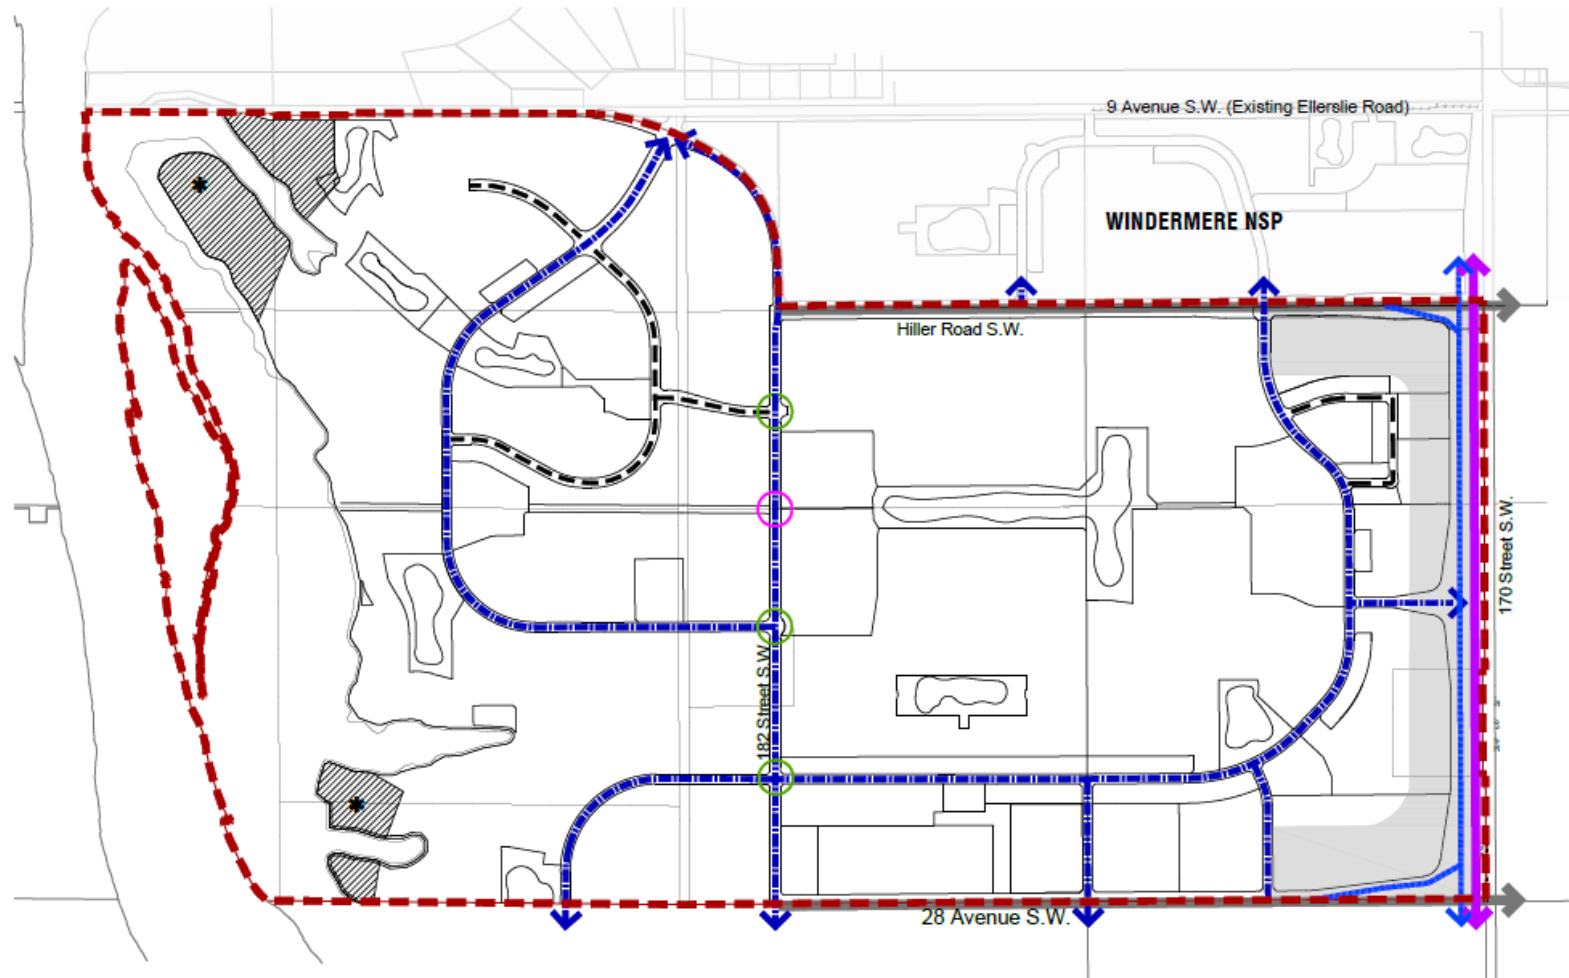 9 Avenue S.W. (Existing Ellerslie Road)
WINDERMERE NSP
Hiller Road S.W.
170 Street S.W.
182 Street S.W.
28 Avenue S.W.